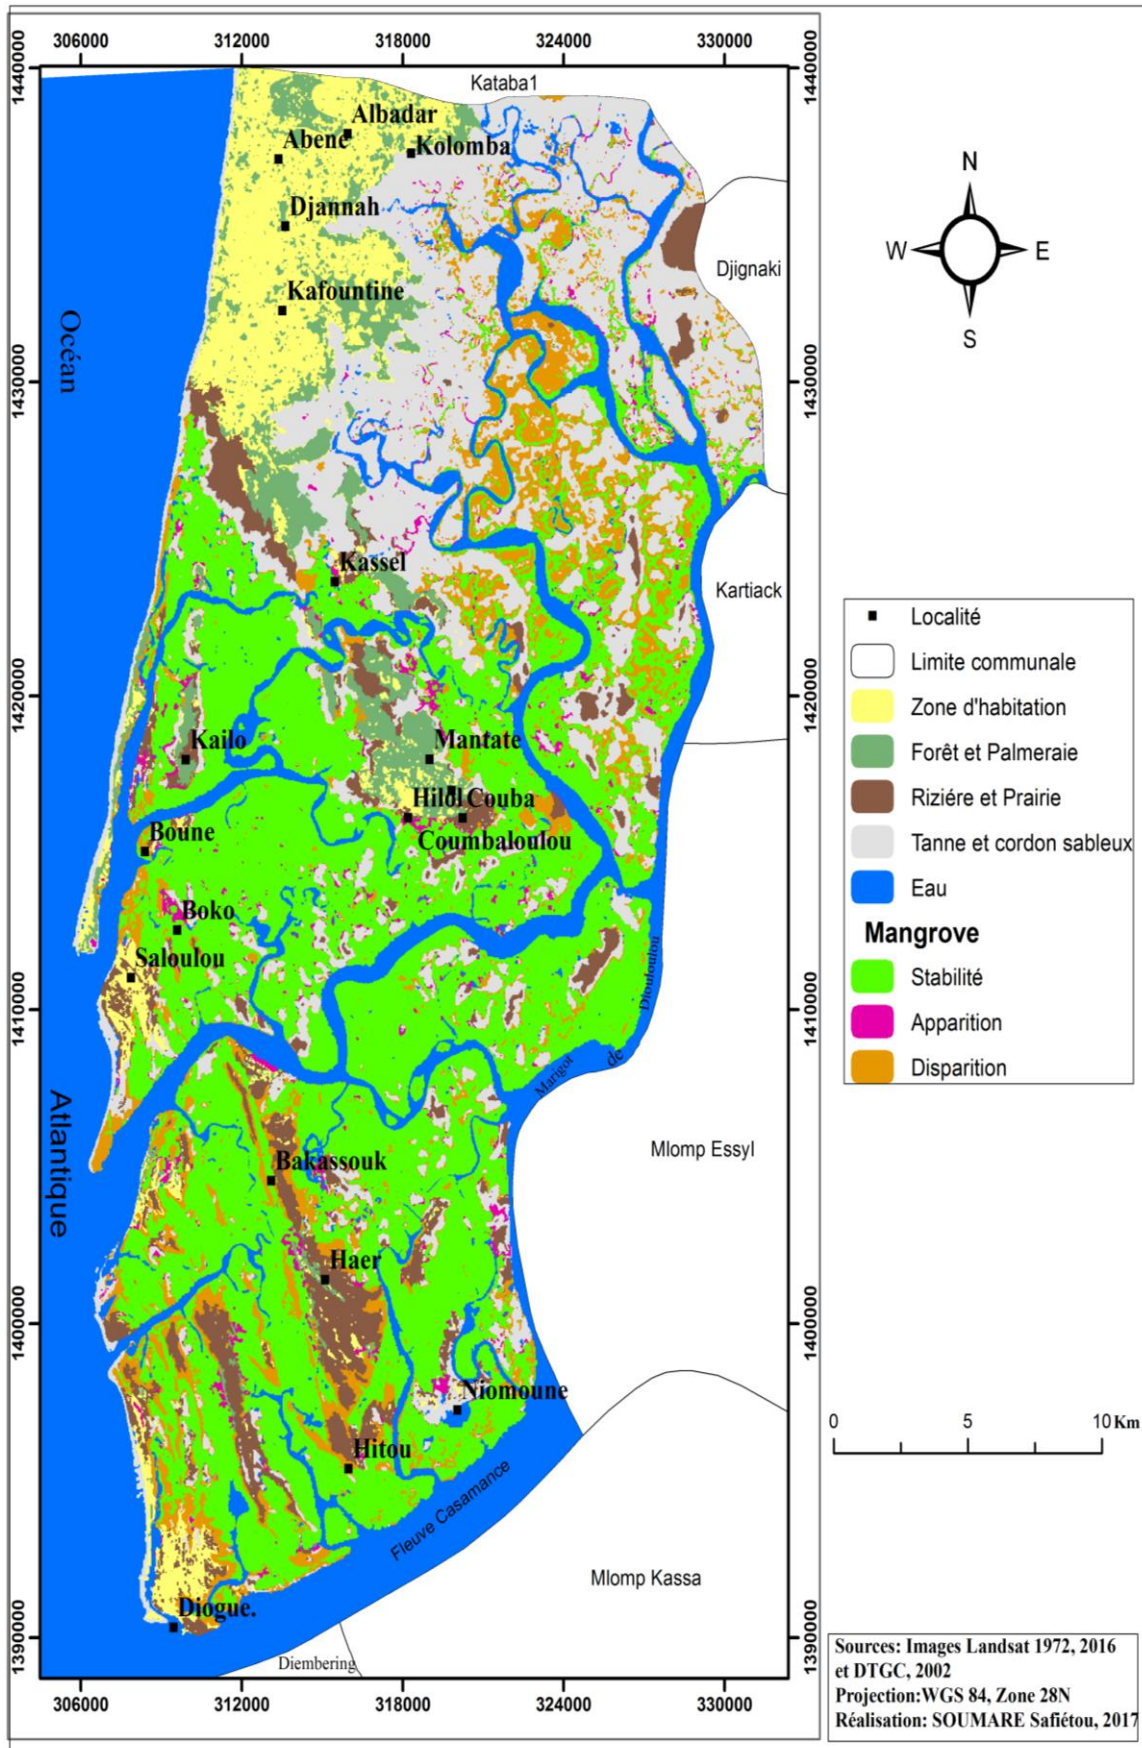 306000 312000 318000 324000 330000
1440000
1430000
1420000
1410000
1400000
1390000
Kataba1
Albadar
Abene
Kolomba
Djannah
Kafountine
Djignaki
Océan
Kassel
Kartiack
Kailo
Mantate
Hilol Couba
Coumbaloulou
Boune
Boko
Saloulou
Atlantique
Marigot de Diouloulou
Bakassouk
Mlomp Essyl
Haer
Niomoune
Hitou
Fleuve Casamance
Mlomp Kassa
Diogue.
Diembering
306000 312000 318000 324000 330000
1440000
1430000
1420000
1410000
1400000
1390000
N
W E
S
Localité
Limite communale
Zone d'habitation
Forêt et Palmeraie
Riziére et Prairie
Tanne et cordon sableux
Eau
Mangrove
Stabilité
Apparition
Disparition
0 5 10 Km
Sources: Images Landsat 1972, 2016
et DTGC, 2002
Projection:WGS 84, Zone 28N
Réalisation: SOUMARE Safiétou, 2017